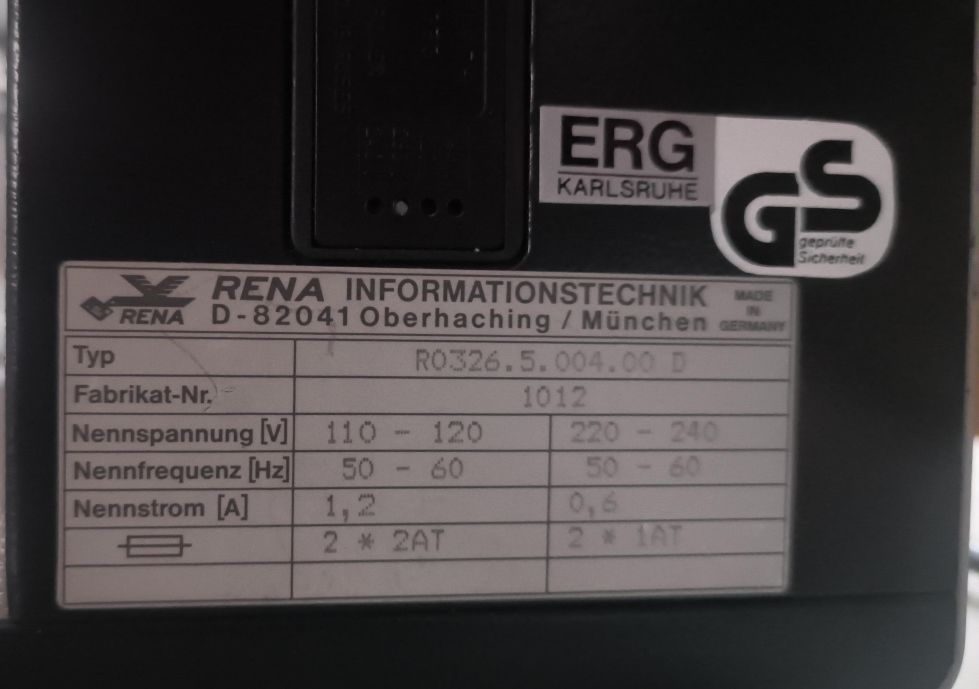 ERG
KARLSRUHE
GS
geprüfte
Sicherheit
RENA
RENA INFORMATIONSTECHNIK
D-82041 Oberhaching / München
MADE
IN
GERMANY
Typ R0326.5.004.00 D
Fabrikat-Nr. 1012
Nennspannung [V] 110 - 120 220 - 240
Nennfrequenz [Hz] 50 - 60 50 - 60
Nennstrom [A] 1,2 0,6
2 * 2AT 2 * 1AT